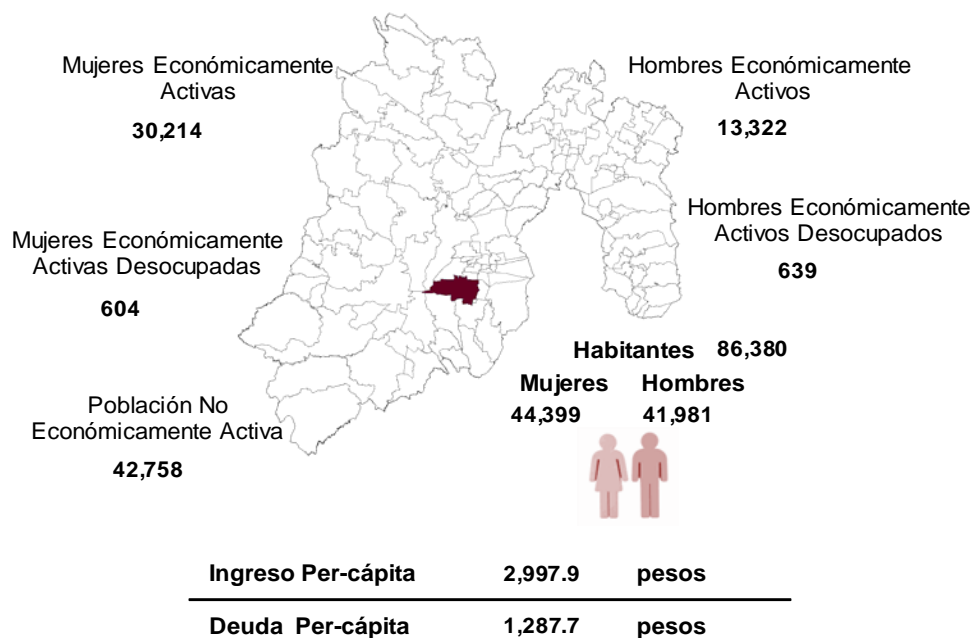 Mujeres Económicamente
Activas
30,214
Hombres Económicamente
Activos
13,322
Mujeres Económicamente
Activas Desocupadas
604
Hombres Económicamente
Activos Desocupados
639
Habitantes 86,380
Mujeres Hombres
44,399 41,981
Población No
Económicamente Activa
42,758
Ingreso Per-cápita 2,997.9 pesos
Deuda Per-cápita 1,287.7 pesos